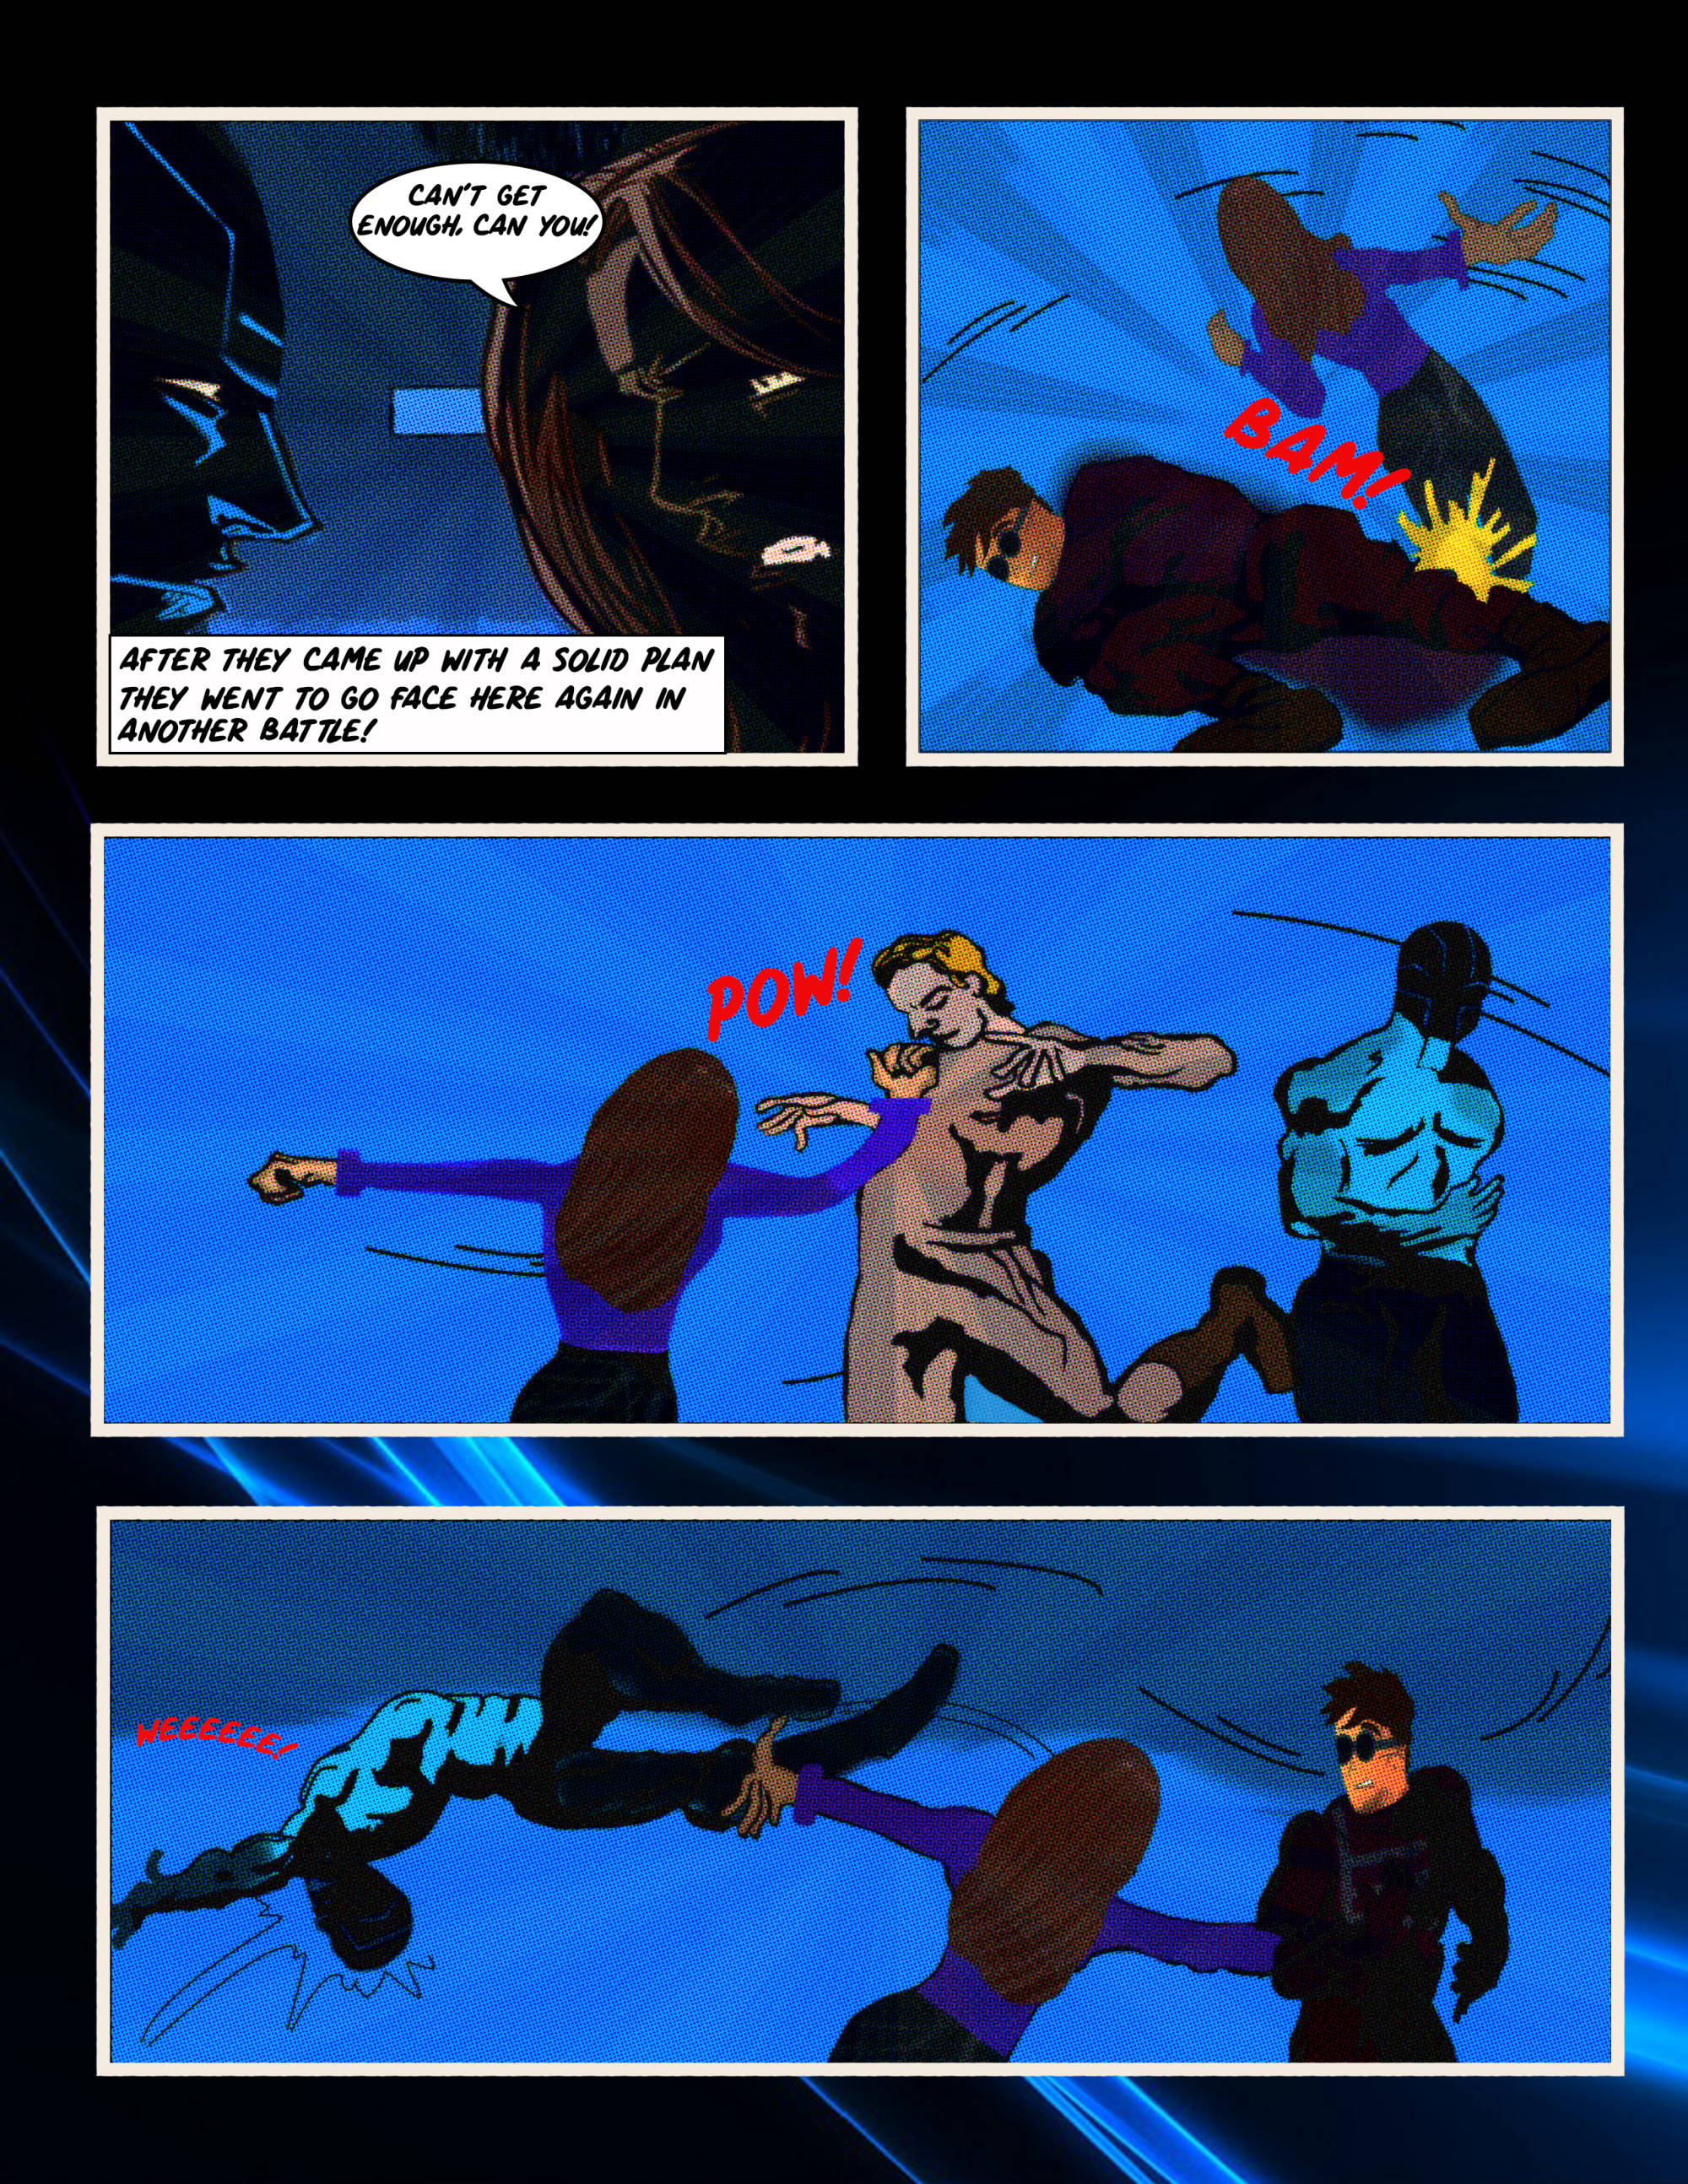 CAN'T GET
ENOUGH, CAN YOU!
AFTER THEY CAME UP WITH A SOLID PLAN
THEY WENT TO GO FACE HERE AGAIN IN
ANOTHER BATTLE!
BAM!
POW!
WEEEEEE!